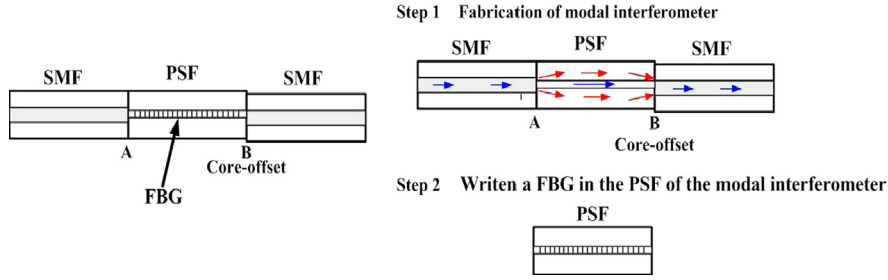 SMF
PSF
SMF
A
B
Core-offset
FBG
Step 1 Fabrication of modal interferometer
SMF
PSF
SMF
A
B
Core-offset
Step 2 Writen a FBG in the PSF of the modal interferometer
PSF